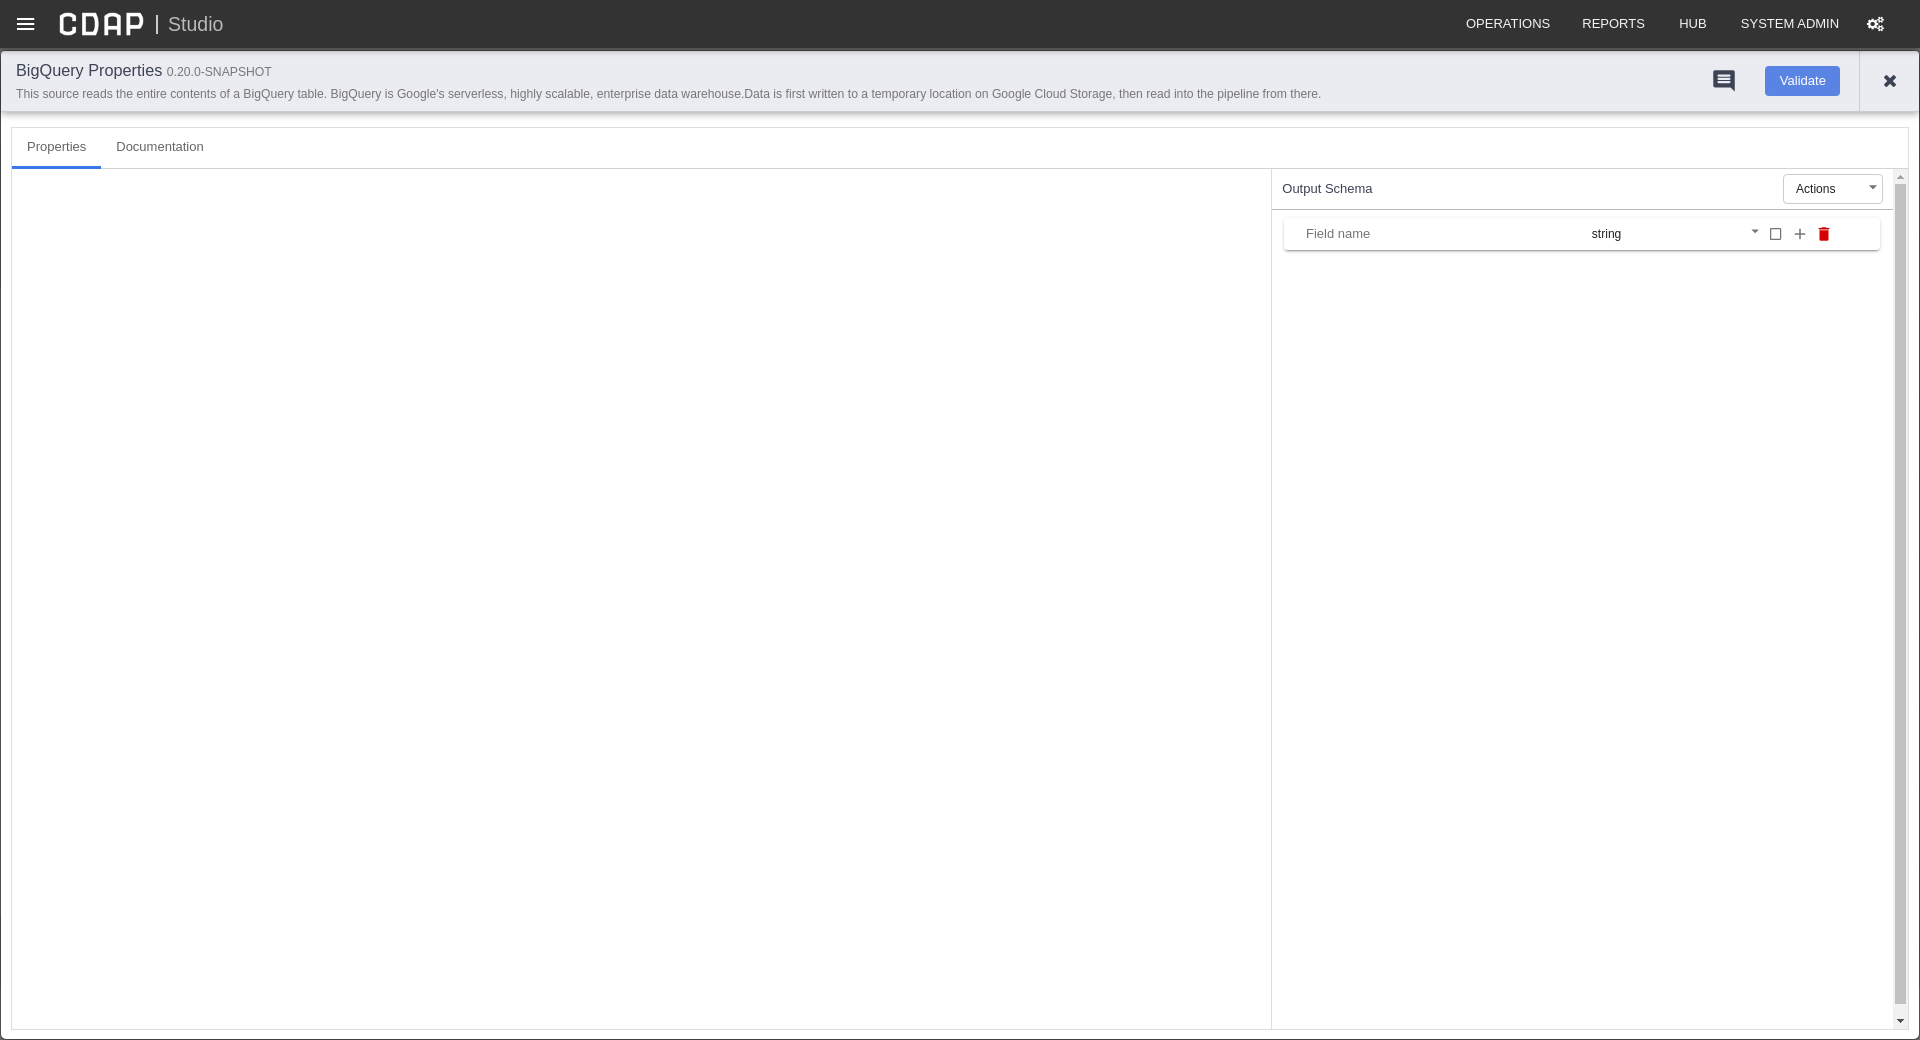 CDAP | Studio
OPERATIONS REPORTS HUB SYSTEM ADMIN
BigQuery Properties 0.20.0-SNAPSHOT
This source reads the entire contents of a BigQuery table. BigQuery is Google's serverless, highly scalable, enterprise data warehouse.Data is first written to a temporary location on Google Cloud Storage, then read into the pipeline from there.
Validate
Properties Documentation
Output Schema
Actions
Field name string